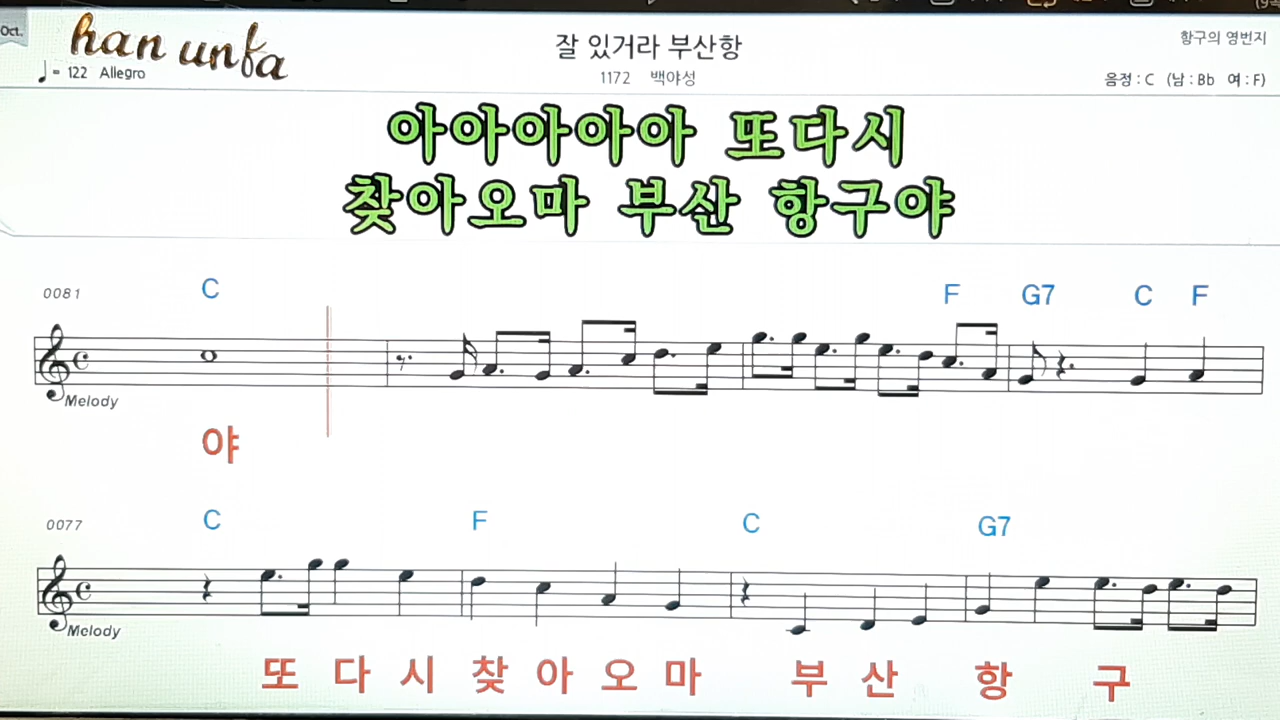 Oct.
han unfa
♩= 122 Allegro
잘 있거라 부산항
1172 백야성
항구의 영번지
음정 : C (남 : Bb 여 : F)
아아아아아 또다시
찾아오마 부산 항구야
0081
C F G7 C F
Melody
야
0077
C F C G7
Melody
또 다 시 찾 아 오 마 부 산 항 구